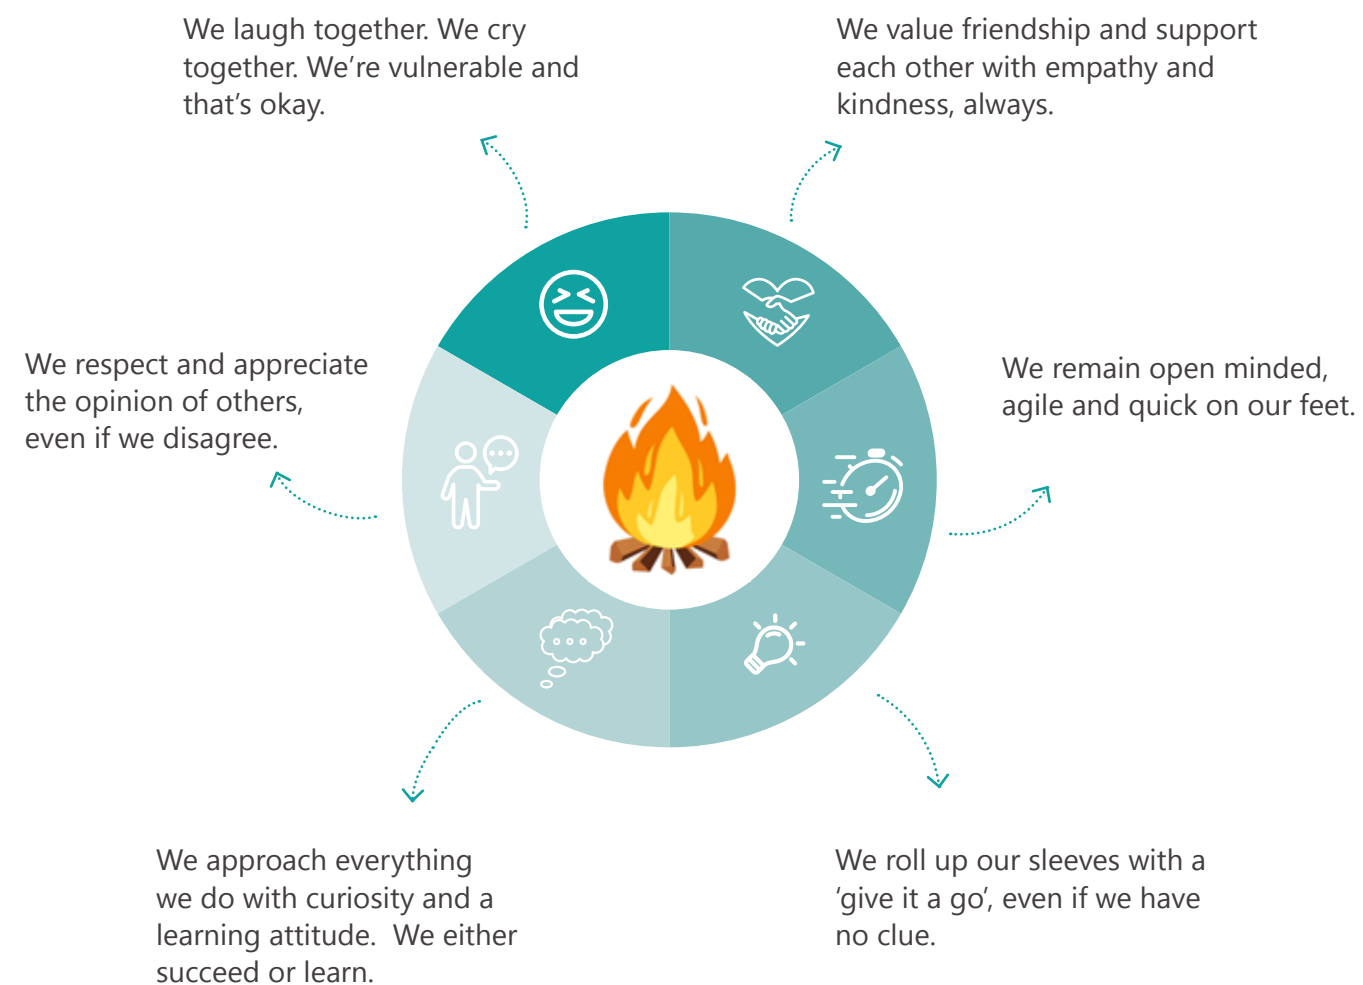 We laugh together. We cry
together. We’re vulnerable and
that’s okay.
We value friendship and support
each other with empathy and
kindness, always.
We respect and appreciate
the opinion of others,
even if we disagree.
We remain open minded,
agile and quick on our feet.
We approach everything
we do with curiosity and a
learning attitude.  We either
succeed or learn.
We roll up our sleeves with a
‘give it a go’, even if we have
no clue.